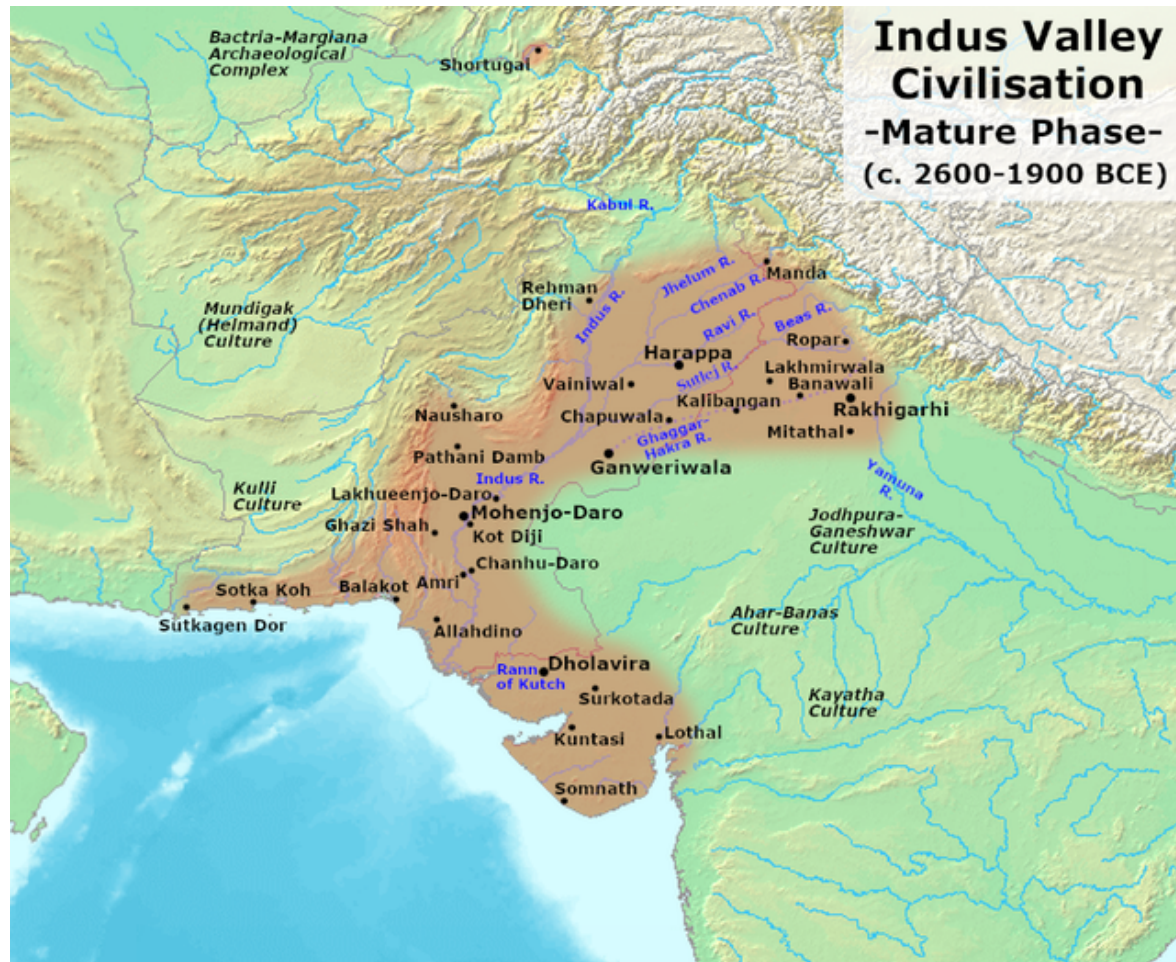 Indus Valley
Civilisation
-Mature Phase-
(c. 2600-1900 BCE)
Bactria-Margiana
Archaeological
Complex
Shortugai
Kabul R.
Rehman
Dheri
Indus R.
Jhelum R.
Manda
Chenab R.
Ravi R.
Beas R.
Ropar
Mundigak
(Helmand)
Culture
Harappa
Sutlej R.
Lakhmirwala
Banawali
Vainiwal
Kalibangan
Rakhigarhi
Nausharo
Chapuwala
Mitathal
Ghaggar-
Hakra R.
Pathani Damb
Ganweriwala
Indus R.
Yamuna
R.
Kulli
Culture
Lakhueenjo-Daro
Mohenjo-Daro
Ghazi Shah
Kot Diji
Jodhpura-
Ganeshwar
Culture
Chanhu-Daro
Amri
Balakot
Sotka Koh
Sutkagen Dor
Allahdino
Ahar-Banas
Culture
Dholavira
Rann
of Kutch
Surkotada
Kayatha
Culture
Kuntasi
Lothal
Somnath